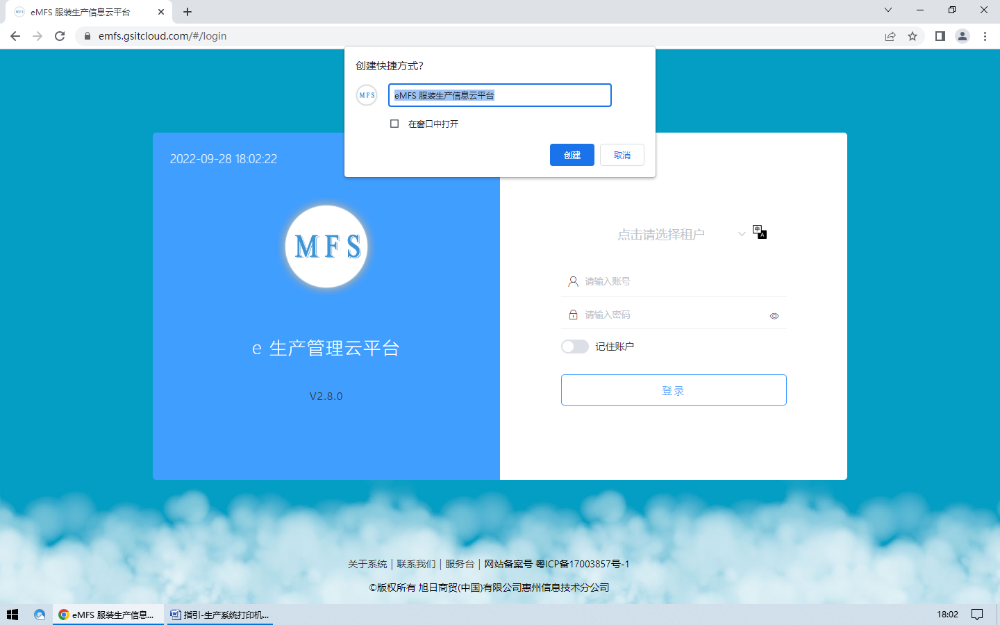 eMFS 服装生产信息云平台
emfs.gsitcloud.com/#/login
创建快捷方式?
MFS
eMFS 服装生产信息云平台
在窗口中打开
创建
取消
2022-09-28 18:02:22
MFS
e 生产管理云平台
V2.8.0
点击请选择租户
中
A
请输入账号
请输入密码
记住账户
登录
关于系统 | 联系我们 | 服务台 | 网站备案号 粤ICP备17003857号-1
©版权所有 旭日商贸(中国)有限公司惠州信息技术分公司
eMFS 服装生产信息...
指引-生产系统打印机...
18:02